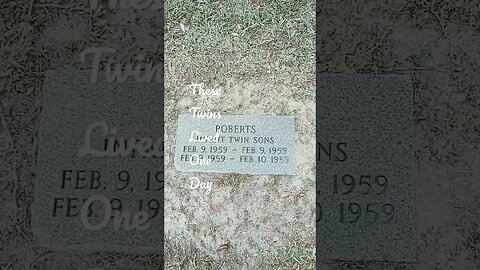 These
Twins
Lived
One
Day
ROBERTS
TWIN SONS
FEB. 9, 1959 – FEB. 9, 1959
FEB. 9, 1959 – FEB. 10, 1959